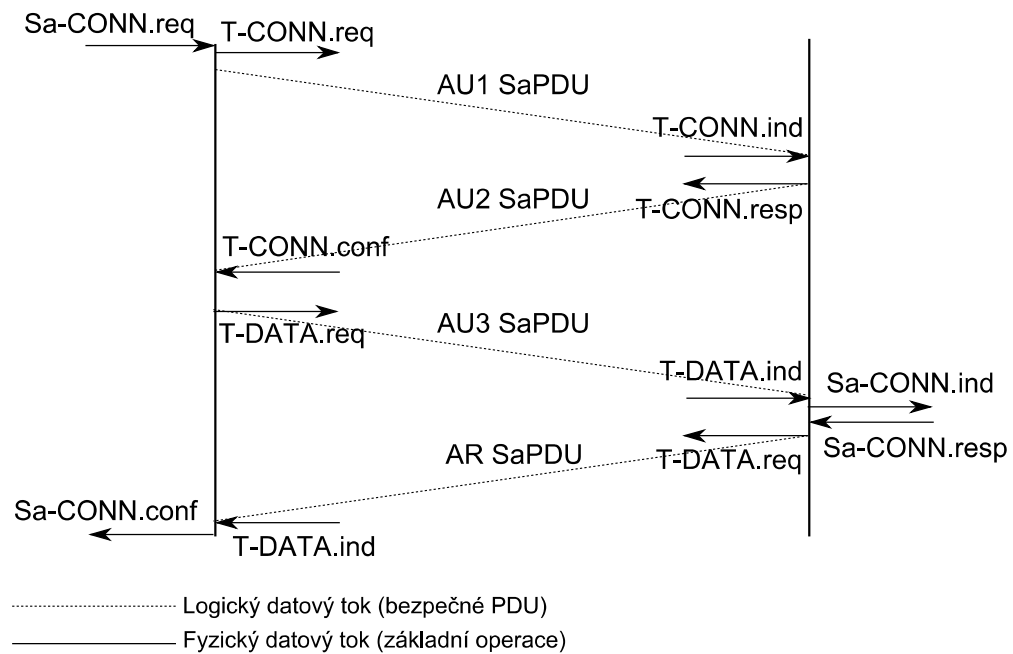 Sa-CONN.req
T-CONN.req
AU1 SaPDU
T-CONN.ind
AU2 SaPDU
T-CONN.resp
T-CONN.conf
AU3 SaPDU
T-DATA.req
T-DATA.ind
Sa-CONN.ind
AR SaPDU
T-DATA.req
Sa-CONN.resp
Sa-CONN.conf
T-DATA.ind
Logický datový tok (bezpečné PDU)
Fyzický datový tok (základní operace)